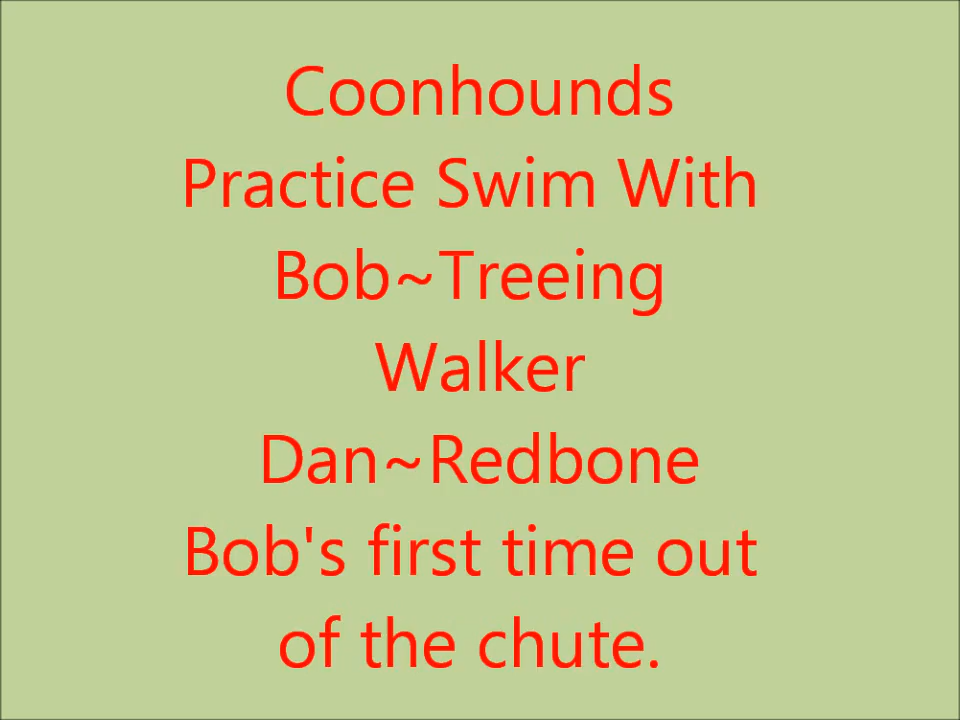 Coonhounds
Practice Swim With
Bob~Treeing
Walker
Dan~Redbone
Bob's first time out
of the chute.